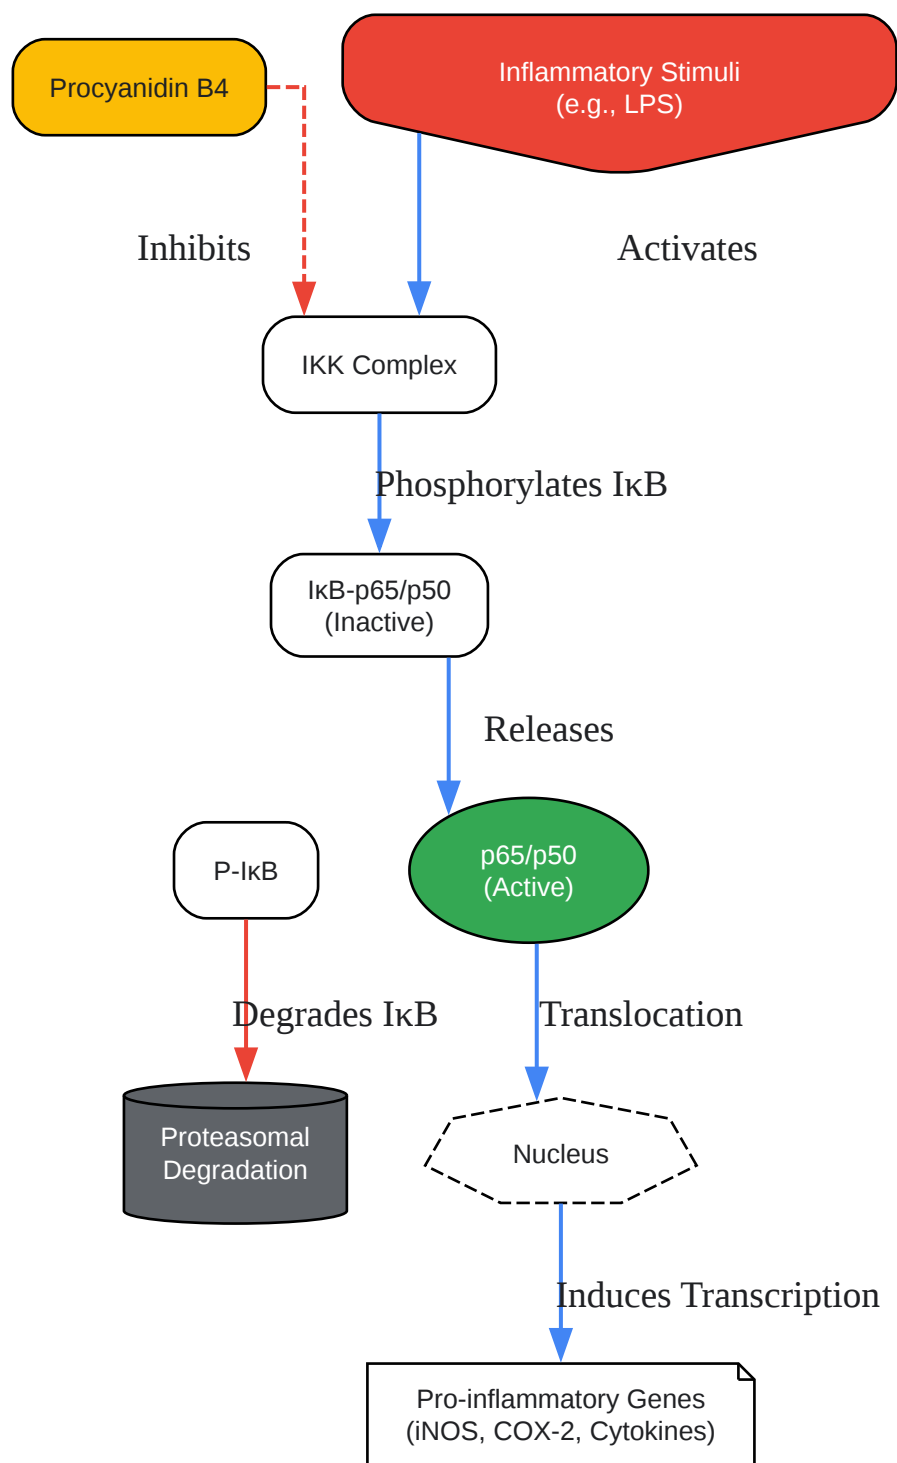 Procyanidin B4
Inflammatory Stimuli
(e.g., LPS)
Inhibits
Activates
IKK Complex
Phosphorylates IκB
IκB-p65/p50
(Inactive)
Releases
P-IκB
p65/p50
(Active)
Degrades IκB
Translocation
Proteasomal
Degradation
Nucleus
Induces Transcription
Pro-inflammatory Genes
(iNOS, COX-2, Cytokines)